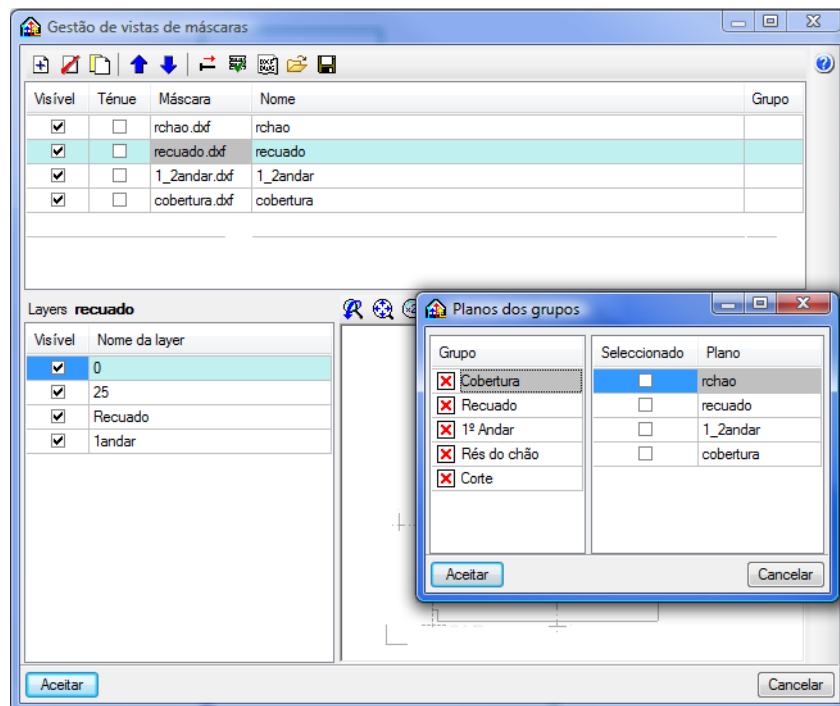 Gestão de vistas de máscaras
Visível Ténue Máscara Nome Grupo
rchao.dxf rchao
recuado.dxf recuado
1_2andar.dxf 1_2andar
cobertura.dxf cobertura
Layers recuado
Visível Nome da layer
0
25
Recuado
1andar
Planos dos grupos
Grupo Seleccionado Plano
Cobertura rchao
Recuado recuado
1º Andar 1_2andar
Rés do chão cobertura
Corte
Aceitar Cancelar
Aceitar Cancelar